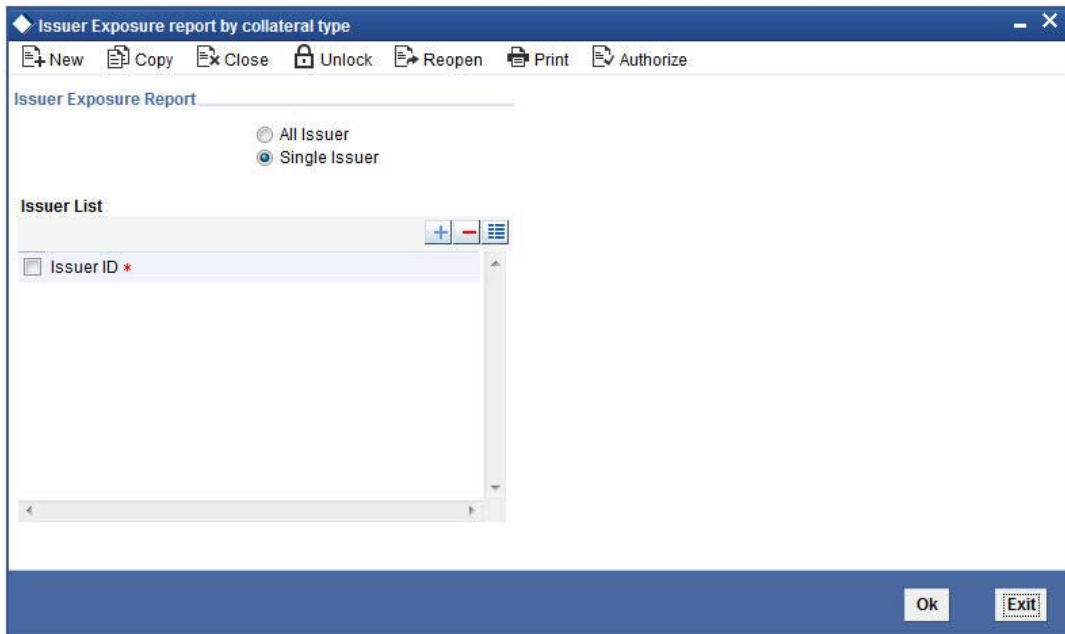 Issuer Exposure report by collateral type
New Copy Close Unlock Reopen Print Authorize
Issuer Exposure Report
All Issuer
Single Issuer
Issuer List
Issuer ID *
Ok Exit